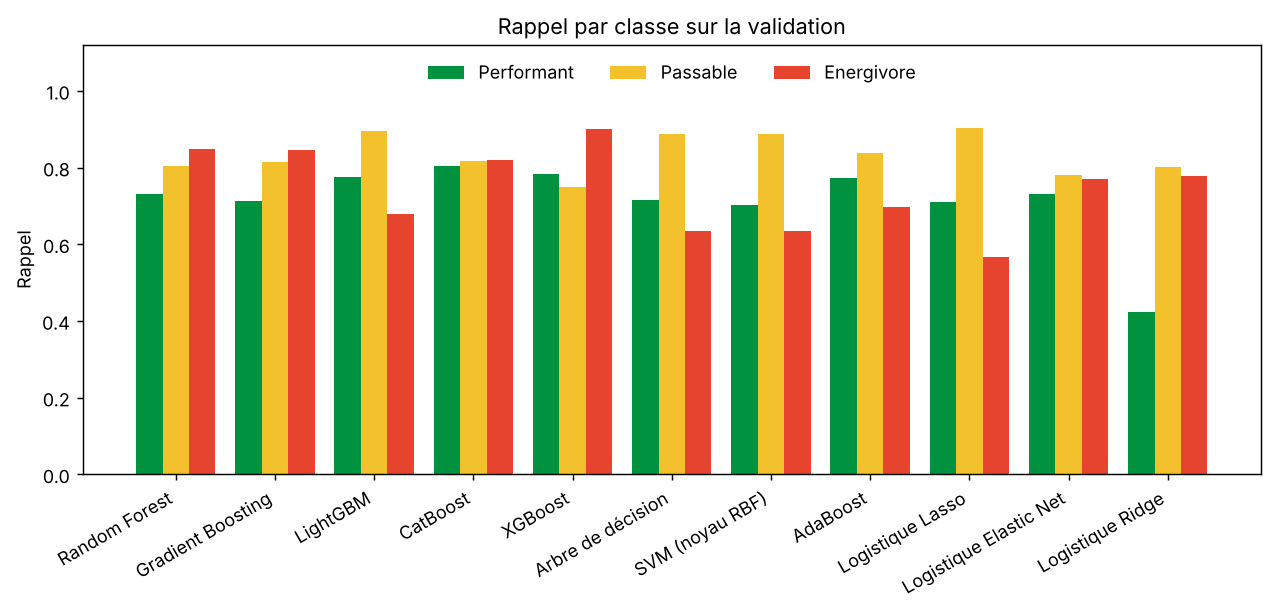 Rappel par classe sur la validation
Performant
Passable
Energivore
Rappel
1.0
0.8
0.6
0.4
0.2
0.0
Random Forest
Gradient Boosting
LightGBM
CatBoost
XGBoost
Arbre de décision
SVM (noyau RBF)
AdaBoost
Logistique Lasso
Logistique Elastic Net
Logistique Ridge